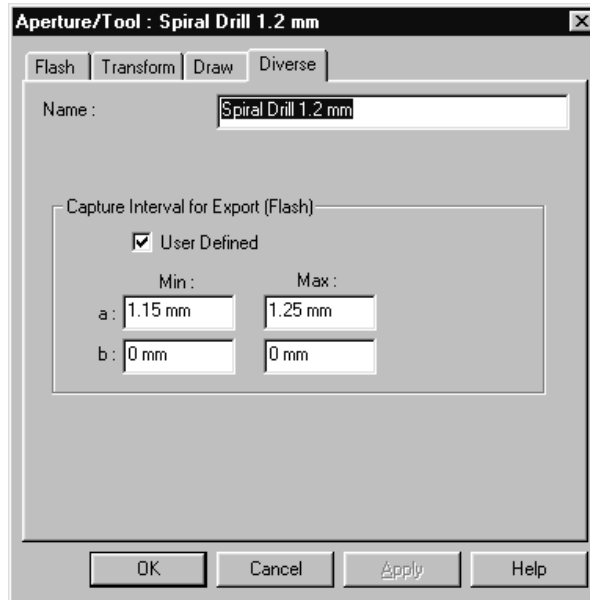 Aperture/Tool : Spiral Drill 1.2 mm
Flash Transform Draw Diverse
Name : Spiral Drill 1.2 mm
Capture Interval for Export (Flash)
User Defined
Min : Max :
a : 1.15 mm 1.25 mm
b : 0 mm 0 mm
OK Cancel Apply Help